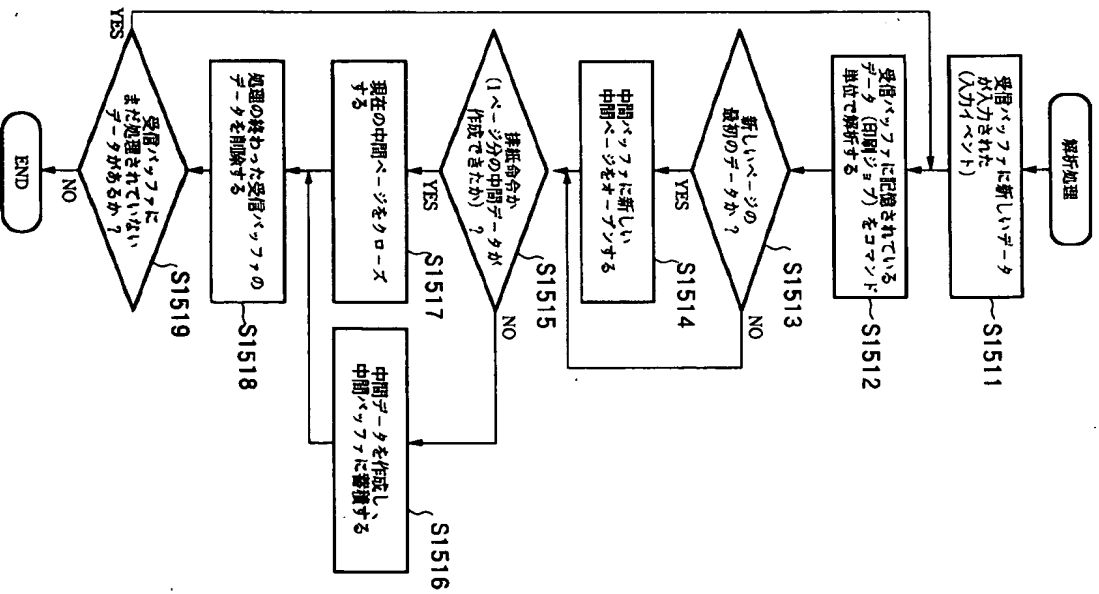 解析処理
受信バッファに新しいデータ
が入力された
(入力イベント)
S1511
受信バッファに記憶されている
データ(印刷ジョブ)をコマンド
単位で解析する
S1512
新しいページの
最初のデータか?
S1513
NO
YES
中間バッファに新しい
中間ページをオープンする
S1514
排紙命令か
(1ページ分の中間データが
作成できたか)?
S1515
NO
YES
中間データを作成し、
中間バッファに蓄積する
S1516
現在の中間ページをクローズ
する
S1517
処理の終わった受信バッファの
データを削除する
S1518
受信バッファに
まだ処理されていない
データがあるか?
S1519
YES
NO
END